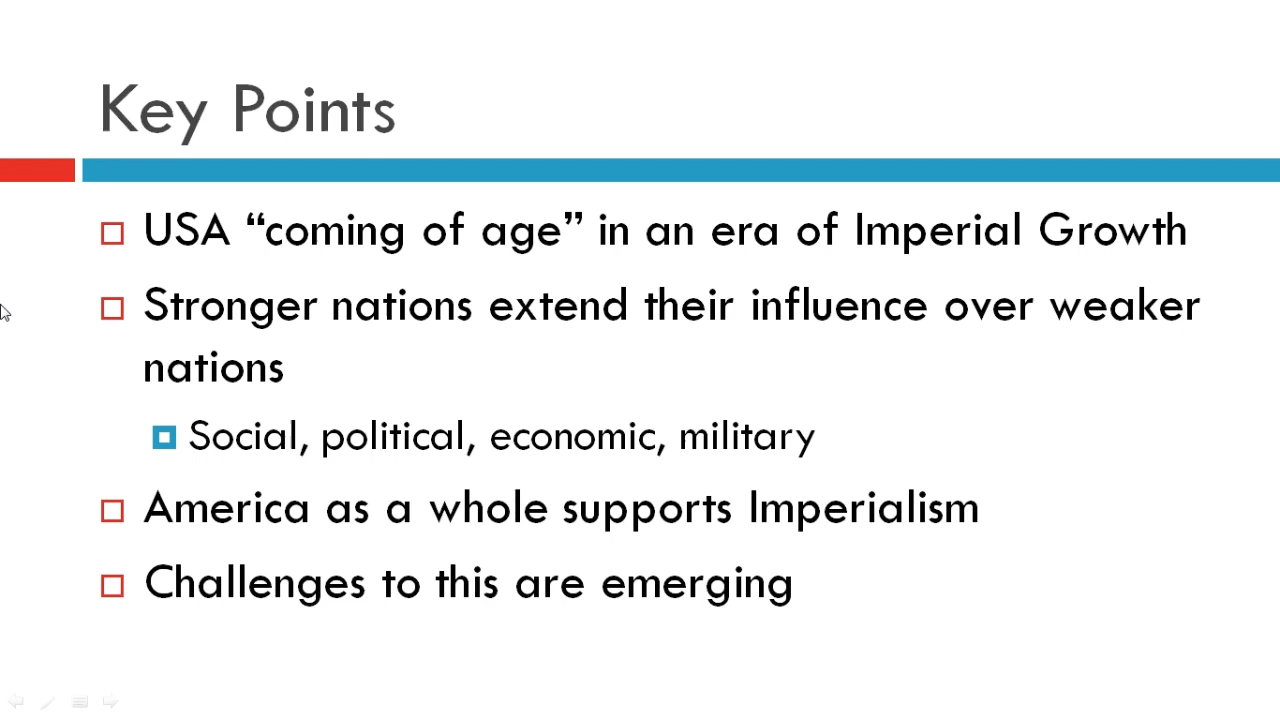 Key Points
USA “coming of age” in an era of Imperial Growth
Stronger nations extend their influence over weaker
nations
Social, political, economic, military
America as a whole supports Imperialism
Challenges to this are emerging